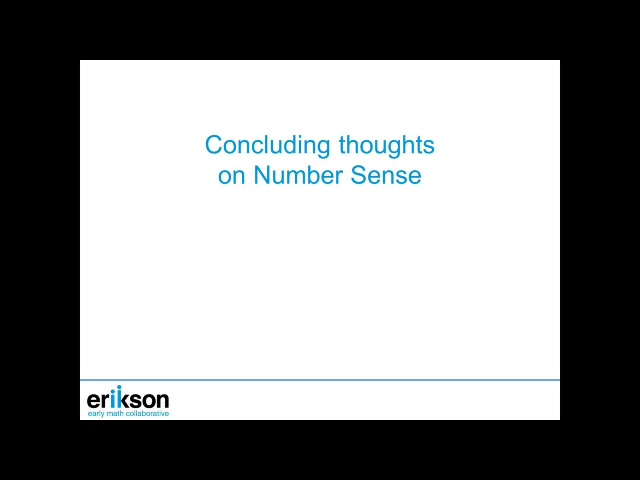 Concluding thoughts
on Number Sense
erikson
early math collaborative